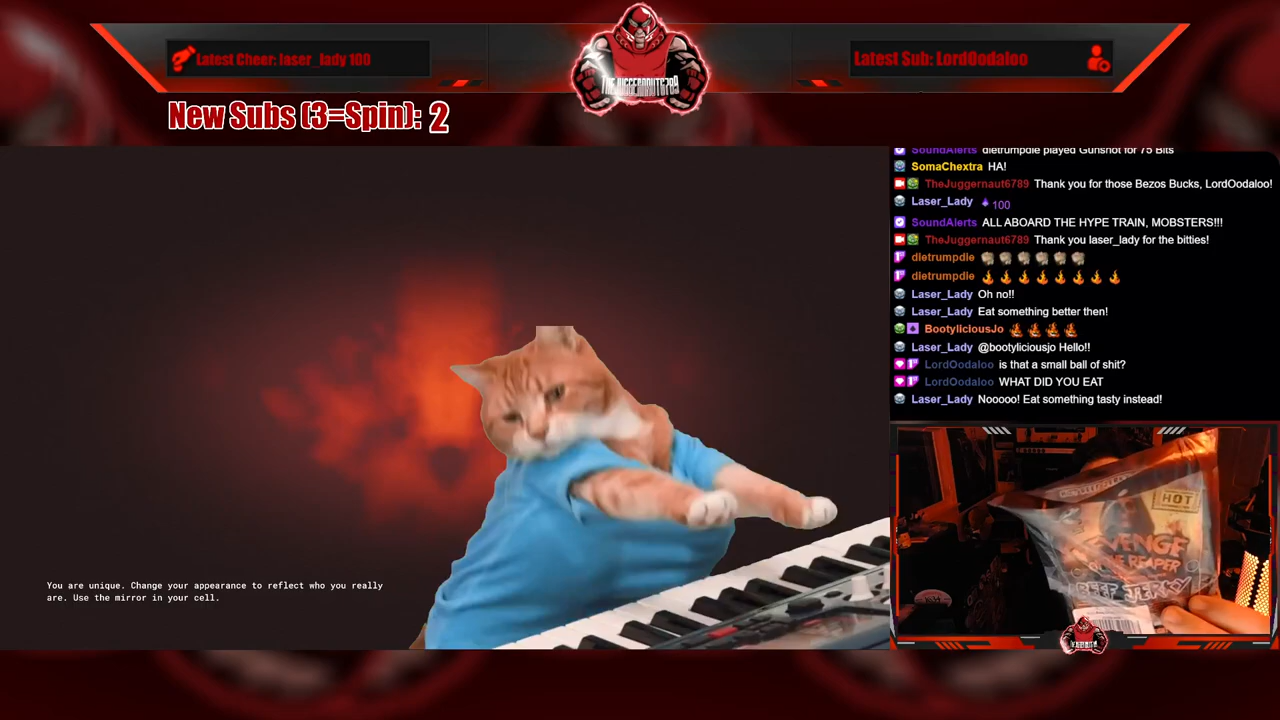 Latest Cheer: laser_lady 100
THEJUGGERNAUT6789
Latest Sub: LordOodaloo
New Subs (3=Spin): 2
SoundAlerts dietrumpdie played Gunshot for 75 Bits
SomaChextra HA!
TheJuggernaut6789 Thank you for those Bezos Bucks, LordOodaloo!
Laser_Lady 100
SoundAlerts ALL ABOARD THE HYPE TRAIN, MOBSTERS!!!
TheJuggernaut6789 Thank you laser_lady for the bitties!
dietrumpdie
dietrumpdie
Laser_Lady Oh no!!
Laser_Lady Eat something better then!
BootyliciousJo
Laser_Lady @bootyliciousjo Hello!!
LordOodaloo is that a small ball of shit?
LordOodaloo WHAT DID YOU EAT
Laser_Lady Nooooo! Eat something tasty instead!
HOT
REAPER
BEEF JERKY
You are unique. Change your appearance to reflect who you really
are. Use the mirror in your cell.